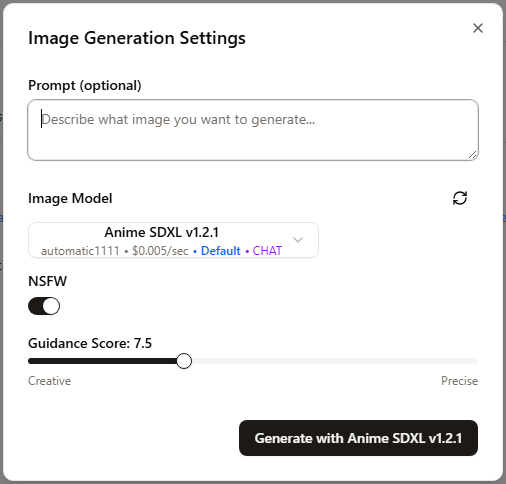 Image Generation Settings
Prompt (optional)
Describe what image you want to generate...
Image Model
Anime SDXL v1.2.1
automatic1111 • $0.005/sec • Default • CHAT
NSFW
Guidance Score: 7.5
Creative Precise
Generate with Anime SDXL v1.2.1